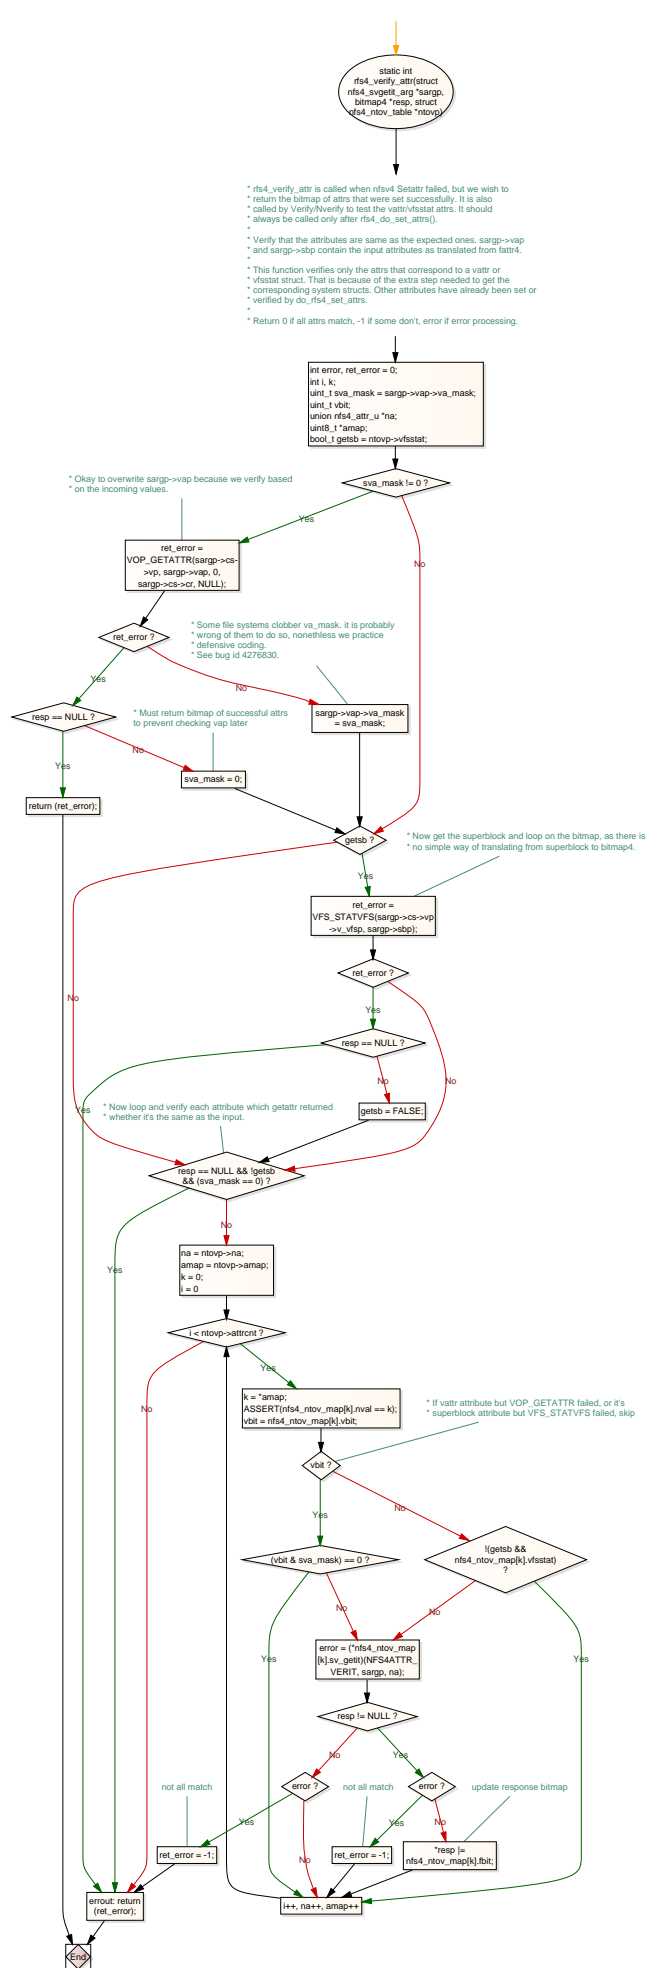 static int
rfs4_verify_attr(struct
nfs4_svgetit_arg *sargp,
bitmap4 *resp, struct
nfs4_ntov_table *ntovp)
* rfs4_verify_attr is called when nfsv4 Setattr failed, but we wish to
* return the bitmap of attrs that were set successfully. It is also
* called by Verify/Nverify to test the vattr/vfsstat attrs. It should
* always be called only after rfs4_do_set_attrs().
*
* Verify that the attributes are same as the expected ones. sargp->vap
* and sargp->sbp contain the input attributes as translated from fattr4.
*
* This function verifies only the attrs that correspond to a vattr or
* vfsstat struct. That is because of the extra step needed to get the
* corresponding system structs. Other attributes have already been set or
* verified by do_rfs4_set_attrs.
*
* Return 0 if all attrs match, -1 if some don't, error if error processing.
int error, ret_error = 0;
int i, k;
uint_t sva_mask = sargp->vap->va_mask;
uint_t vbit;
union nfs4_attr_u *na;
uint8_t *amap;
bool_t getsb = ntovp->vfsstat;
sva_mask != 0 ?
* Okay to overwrite sargp->vap because we verify based
* on the incoming values.
Yes
No
ret_error =
VOP_GETATTR(sargp->cs-
>vp, sargp->vap, 0,
sargp->cs->cr, NULL);
ret_error ?
* Some file systems clobber va_mask. it is probably
* wrong of them to do so, nonethless we practice
* defensive coding.
* See bug id 4276830.
Yes
No
resp == NULL ?
* Must return bitmap of successful attrs
to prevent checking vap later
sargp->vap->va_mask
= sva_mask;
Yes
No
sva_mask = 0;
return (ret_error);
getsb ?
* Now get the superblock and loop on the bitmap, as there is
* no simple way of translating from superblock to bitmap4.
Yes
ret_error =
VFS_STATVFS(sargp->cs->vp
->v_vfsp, sargp->sbp);
ret_error ?
No
Yes
resp == NULL ?
No
No
Yes
* Now loop and verify each attribute which getattr returned
* whether it's the same as the input.
getsb = FALSE;
resp == NULL && !getsb
&& (sva_mask == 0) ?
No
Yes
na = ntovp->na;
amap = ntovp->amap;
k = 0;
i = 0
i < ntovp->attrcnt ?
Yes
No
k = *amap;
ASSERT(nfs4_ntov_map[k].nval == k);
vbit = nfs4_ntov_map[k].vbit;
* If vattr attribute but VOP_GETATTR failed, or it's
* superblock attribute but VFS_STATVFS failed, skip
vbit ?
Yes
No
(vbit & sva_mask) == 0 ?
!(getsb &&
nfs4_ntov_map[k].vfsstat)
?
No
No
Yes
Yes
error = (*nfs4_ntov_map
[k].sv_getit)(NFS4ATTR_
VERIT, sargp, na);
resp != NULL ?
No
Yes
not all match
error ?
not all match
error ?
update response bitmap
Yes
Yes
No
No
ret_error = -1;
ret_error = -1;
*resp |=
nfs4_ntov_map[k].fbit;
errout: return
(ret_error);
i++, na++, amap++
End